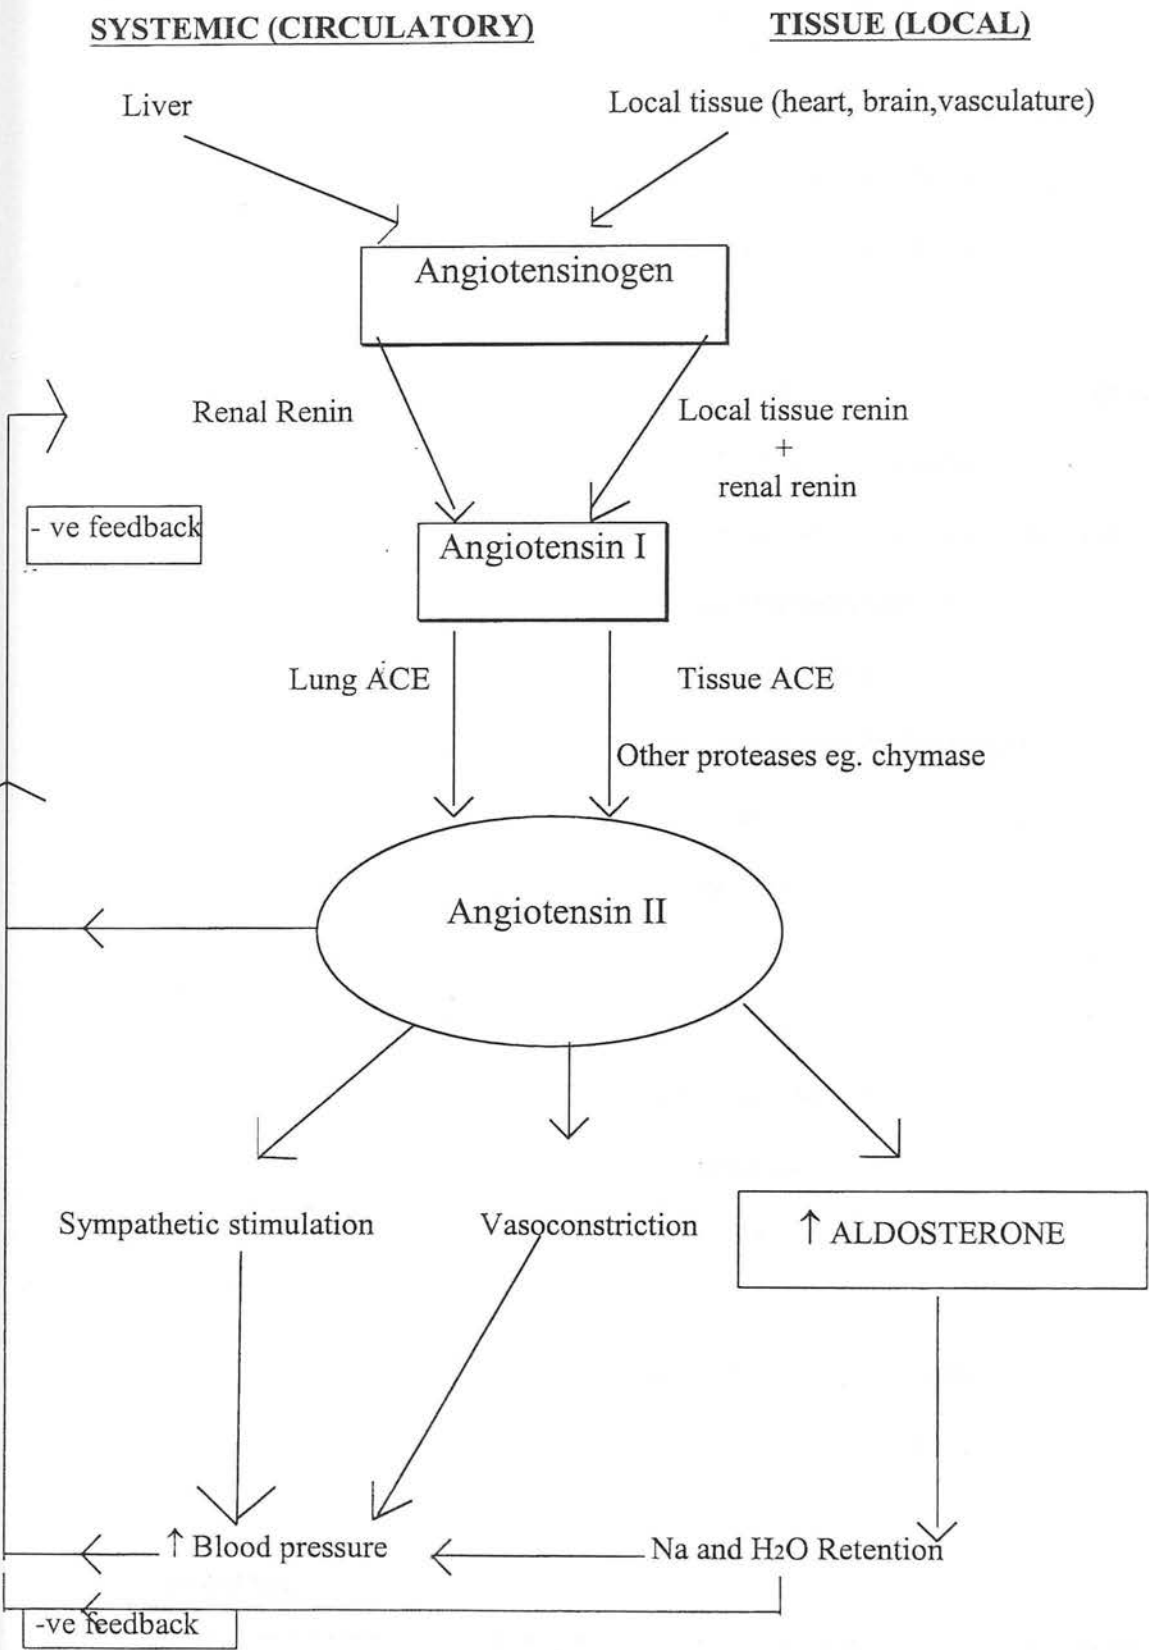 SYSTEMIC (CIRCULATORY)
TISSUE (LOCAL)
Liver
Local tissue (heart, brain,vasculature)
Angiotensinogen
Renal Renin
Local tissue renin
+
renal renin
- ve feedback
Angiotensin I
Lung ACE
Tissue ACE
Other proteases eg. chymase
Angiotensin II
Sympathetic stimulation
Vasoconstriction
↑ ALDOSTERONE
↑ Blood pressure
Na and H2O Retention
-ve feedback